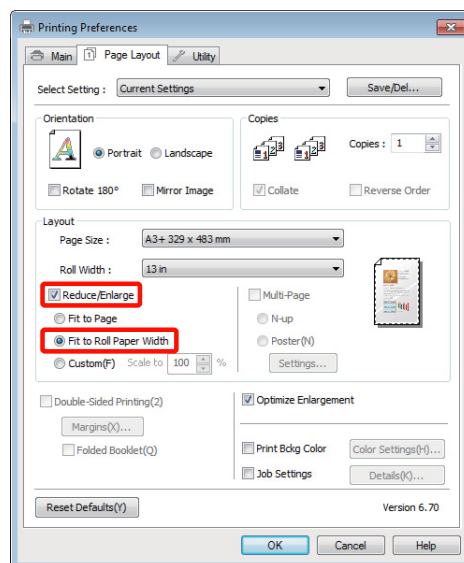 Printing Preferences
Main Page Layout Utility
Select Setting : Current Settings Save/Del...
Orientation Copies
Portrait Landscape Copies : 1
Rotate 180° Mirror Image Collate Reverse Order
Layout
Page Size : A3+ 329 x 483 mm
Roll Width : 13 in
Reduce/Enlarge Multi-Page
Fit to Page N-up
Fit to Roll Paper Width Poster(N)
Custom(F) Scale to 100 % Settings...
Double-Sided Printing(2) Optimize Enlargement
Margins(X)...
Folded Booklet(Q) Print Bckg Color Color Settings(H)...
Job Settings Details(K)...
Reset Defaults(Y) Version 6.70
OK Cancel Help